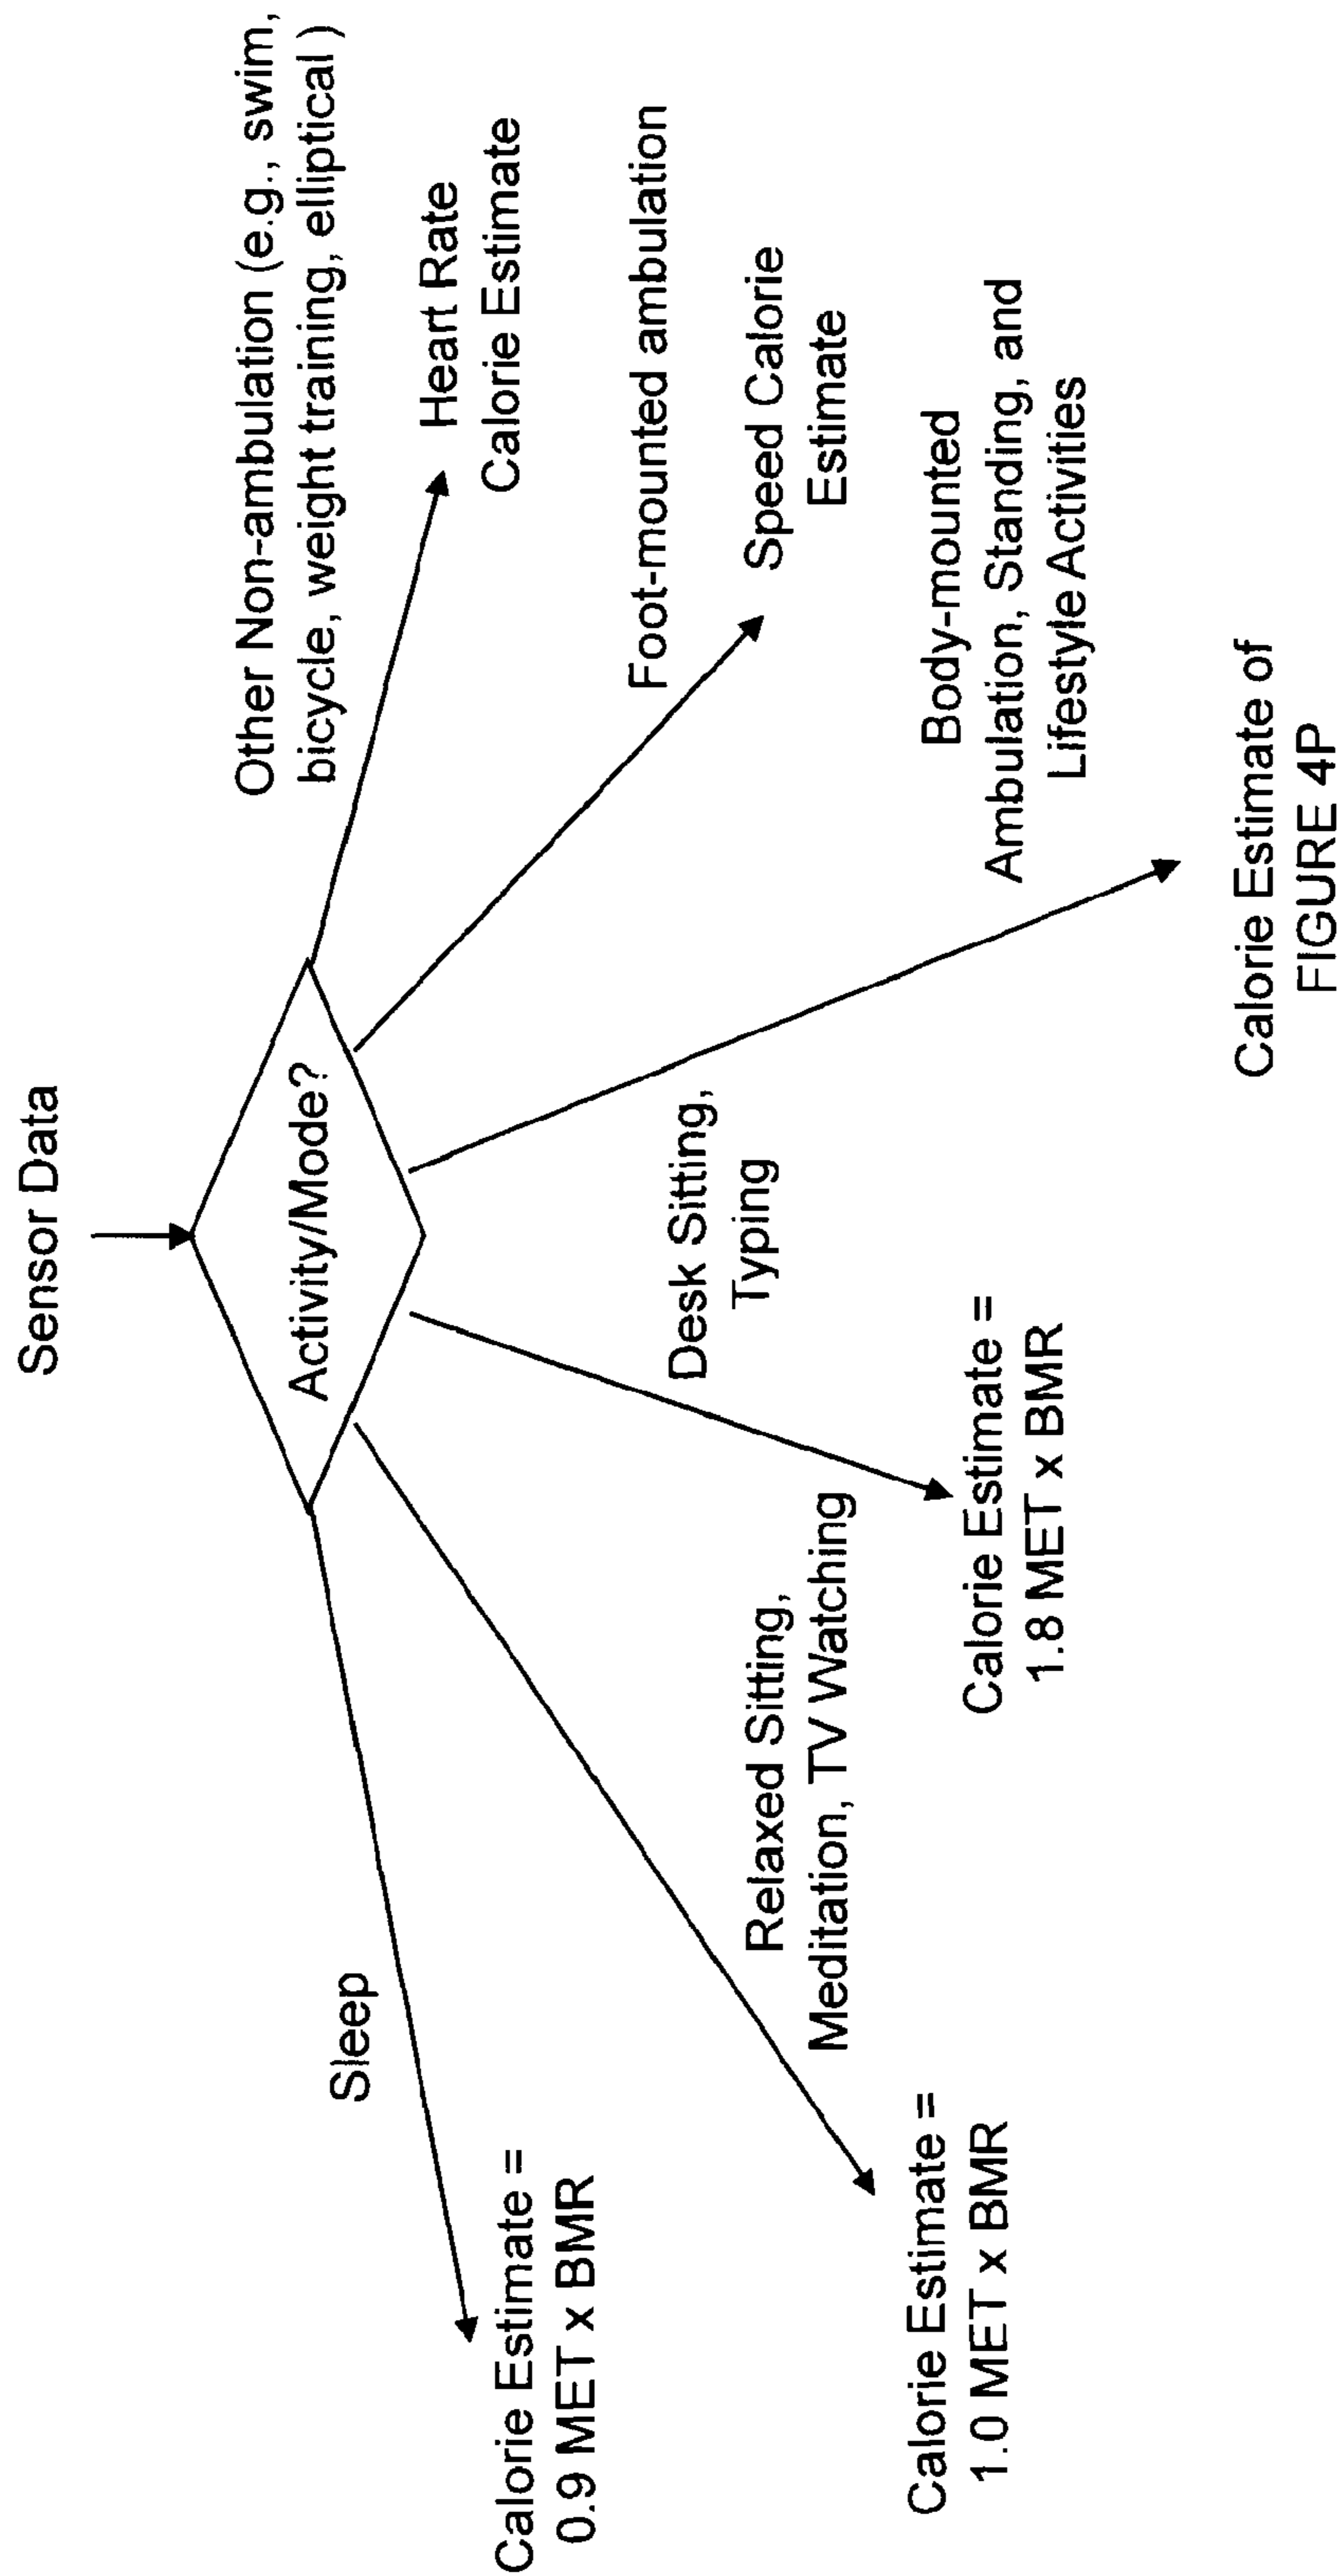 Sensor Data
Activity/Mode?
Sleep
Calorie Estimate =
0.9 MET x BMR
Relaxed Sitting,
Meditation, TV Watching
Calorie Estimate =
1.0 MET x BMR
Desk Sitting,
Typing
Calorie Estimate =
1.8 MET x BMR
Body-mounted
Ambulation, Standing, and
Lifestyle Activities
Calorie Estimate of
FIGURE 4P
Foot-mounted ambulation
Speed Calorie
Estimate
Other Non-ambulation (e.g., swim,
bicycle, weight training, elliptical )
Heart Rate
Calorie Estimate